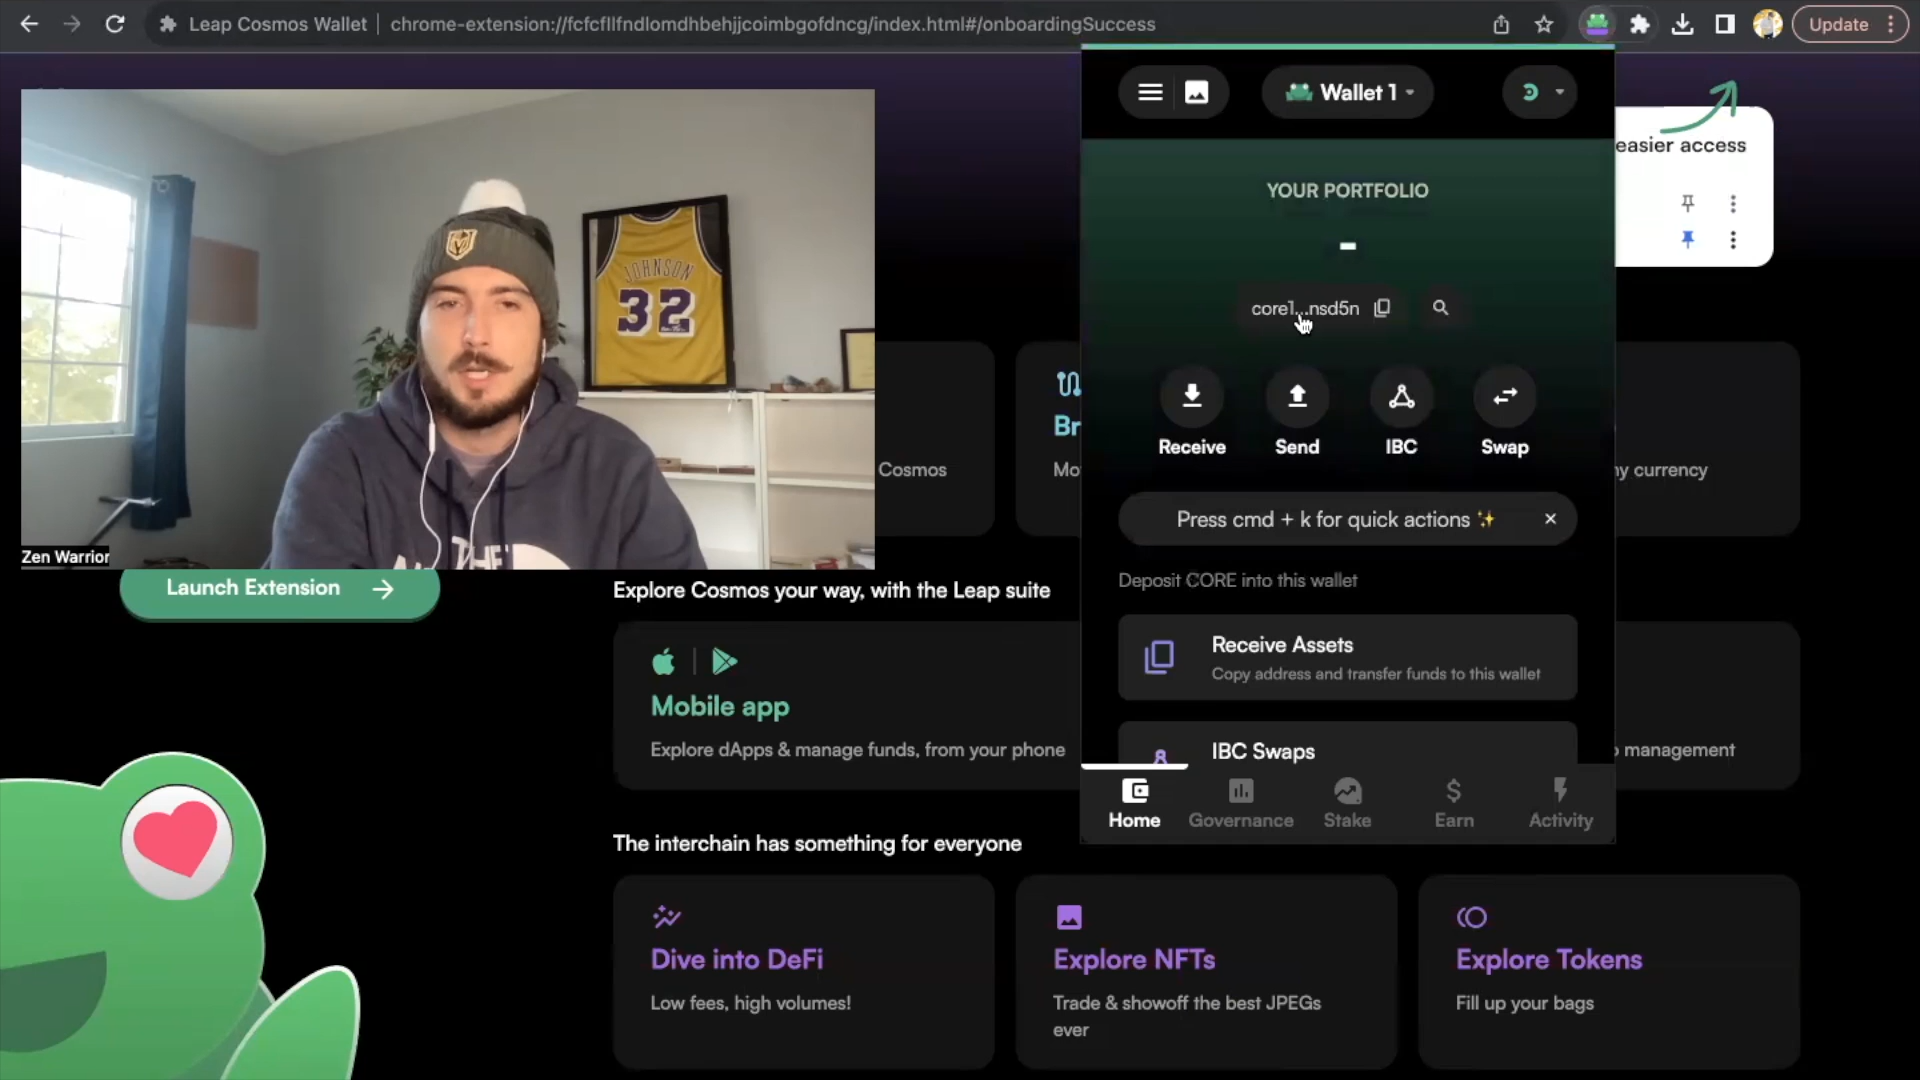 Leap Cosmos Wallet
chrome-extension://fcfcfllfndlomdhbehjjcoimbgofdncg/index.html#/onboardingSuccess
Update
Wallet 1
easier access
YOUR PORTFOLIO
-
core1...nsd5n
Receive
Send
IBC
Swap
JOHNSON
32
Zen Warrior
Cosmos
Br
Mo
ny currency
Press cmd + k for quick actions ✨
Deposit CORE into this wallet
Receive Assets
Copy address and transfer funds to this wallet
IBC Swaps
Home
Governance
Stake
Earn
Activity
Launch Extension →
Explore Cosmos your way, with the Leap suite
Mobile app
Explore dApps & manage funds, from your phone
management
The interchain has something for everyone
Dive into DeFi
Low fees, high volumes!
Explore NFTs
Trade & showoff the best JPEGs
ever
Explore Tokens
Fill up your bags